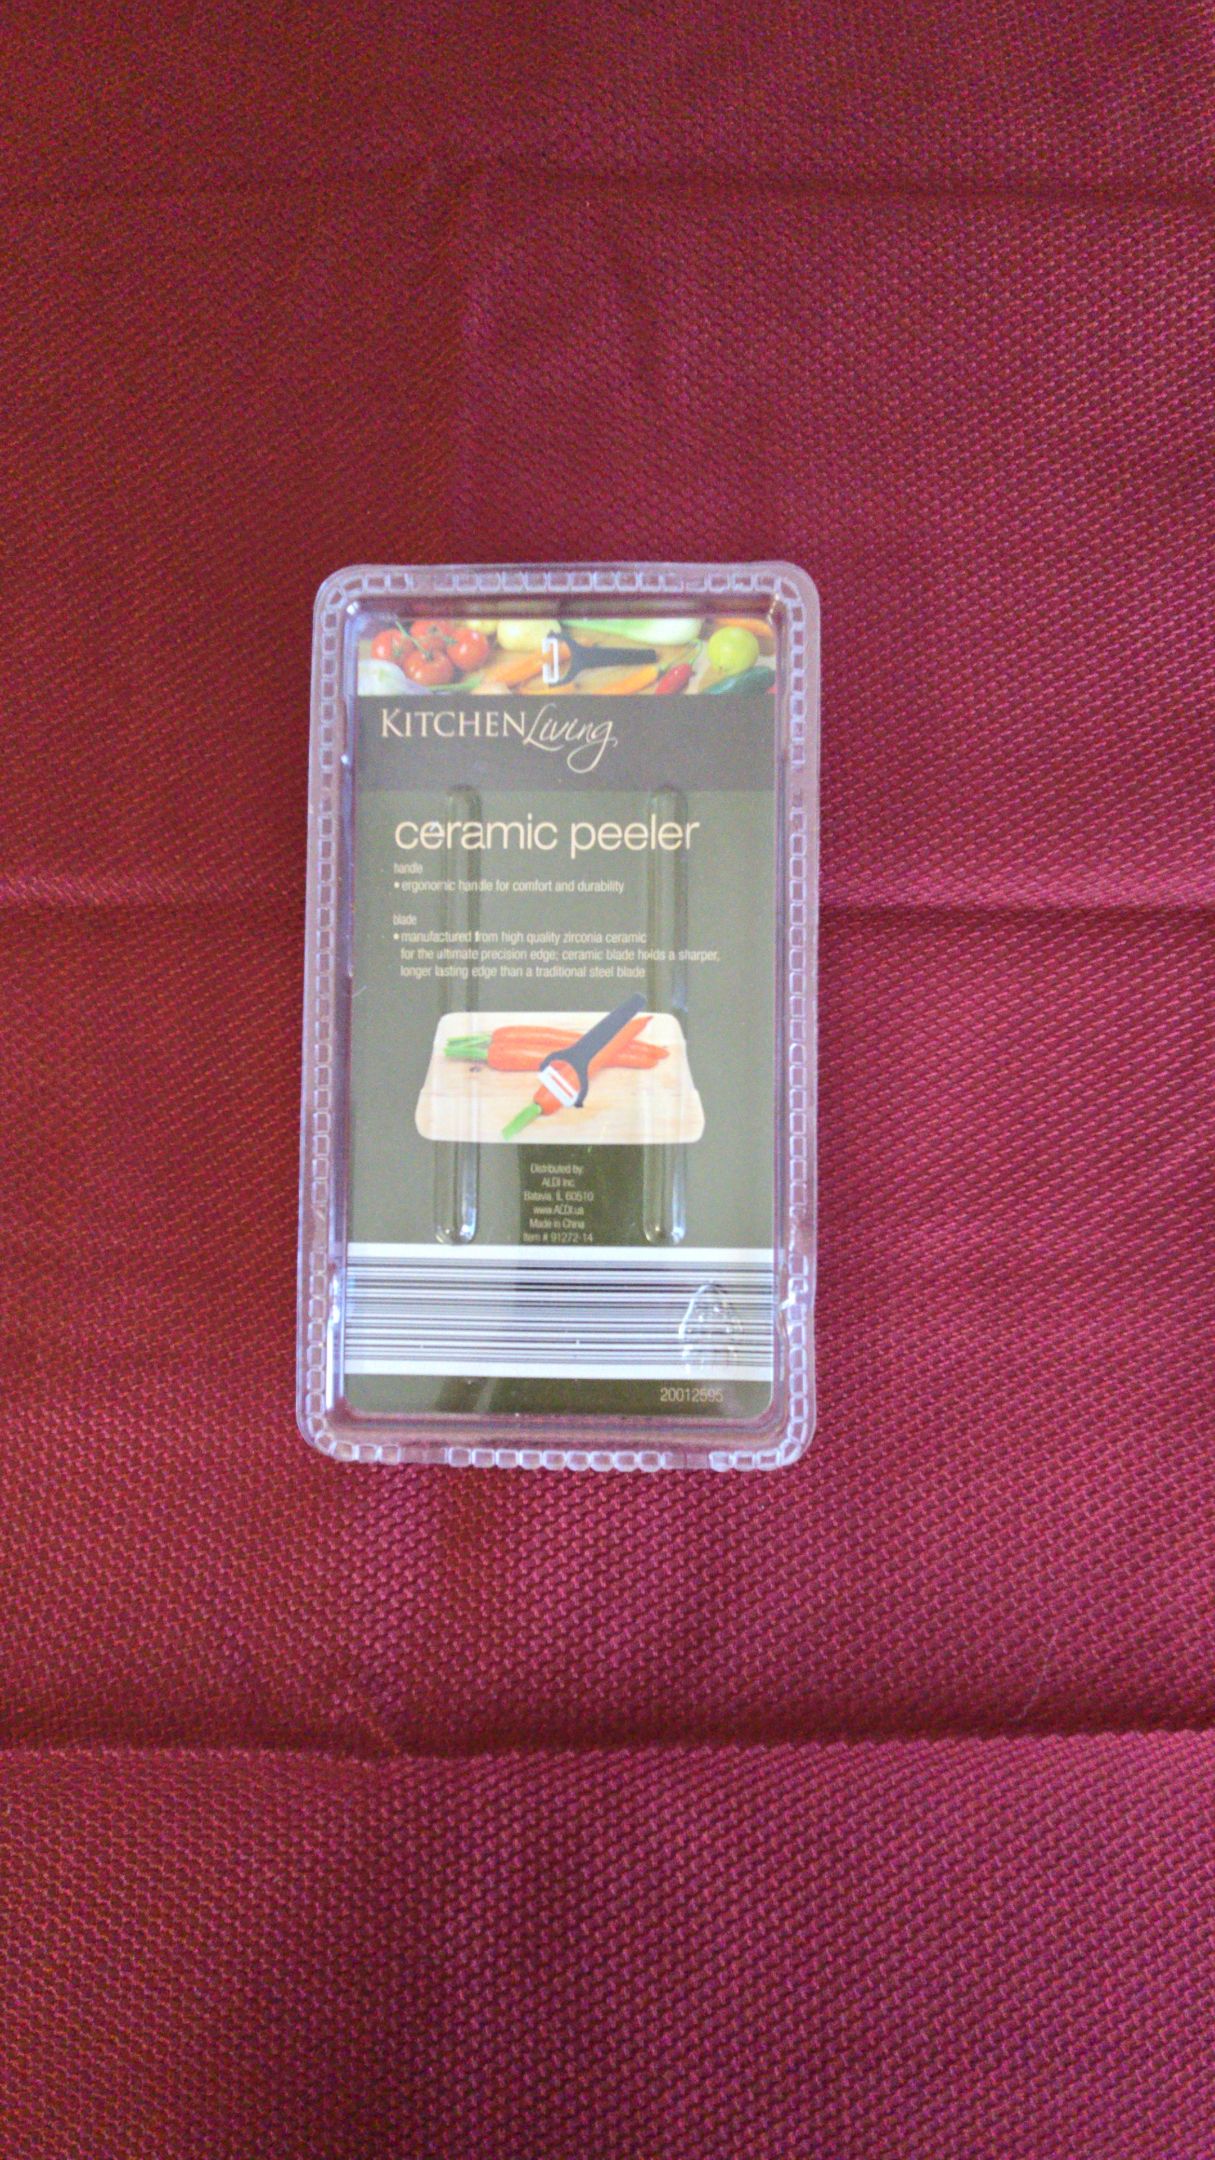 KITCHEN Living
ceramic peeler
handle
• ergonomic handle for comfort and durability
blade
• manufactured from high quality zirconia ceramic
for the ultimate precision edge; ceramic blade holds a sharper,
longer lasting edge than a traditional steel blade
Distributed by:
ALDI Inc.
Batavia, IL 60510
www.ALDI.us
Made in China
Item # 91272-14
20012595